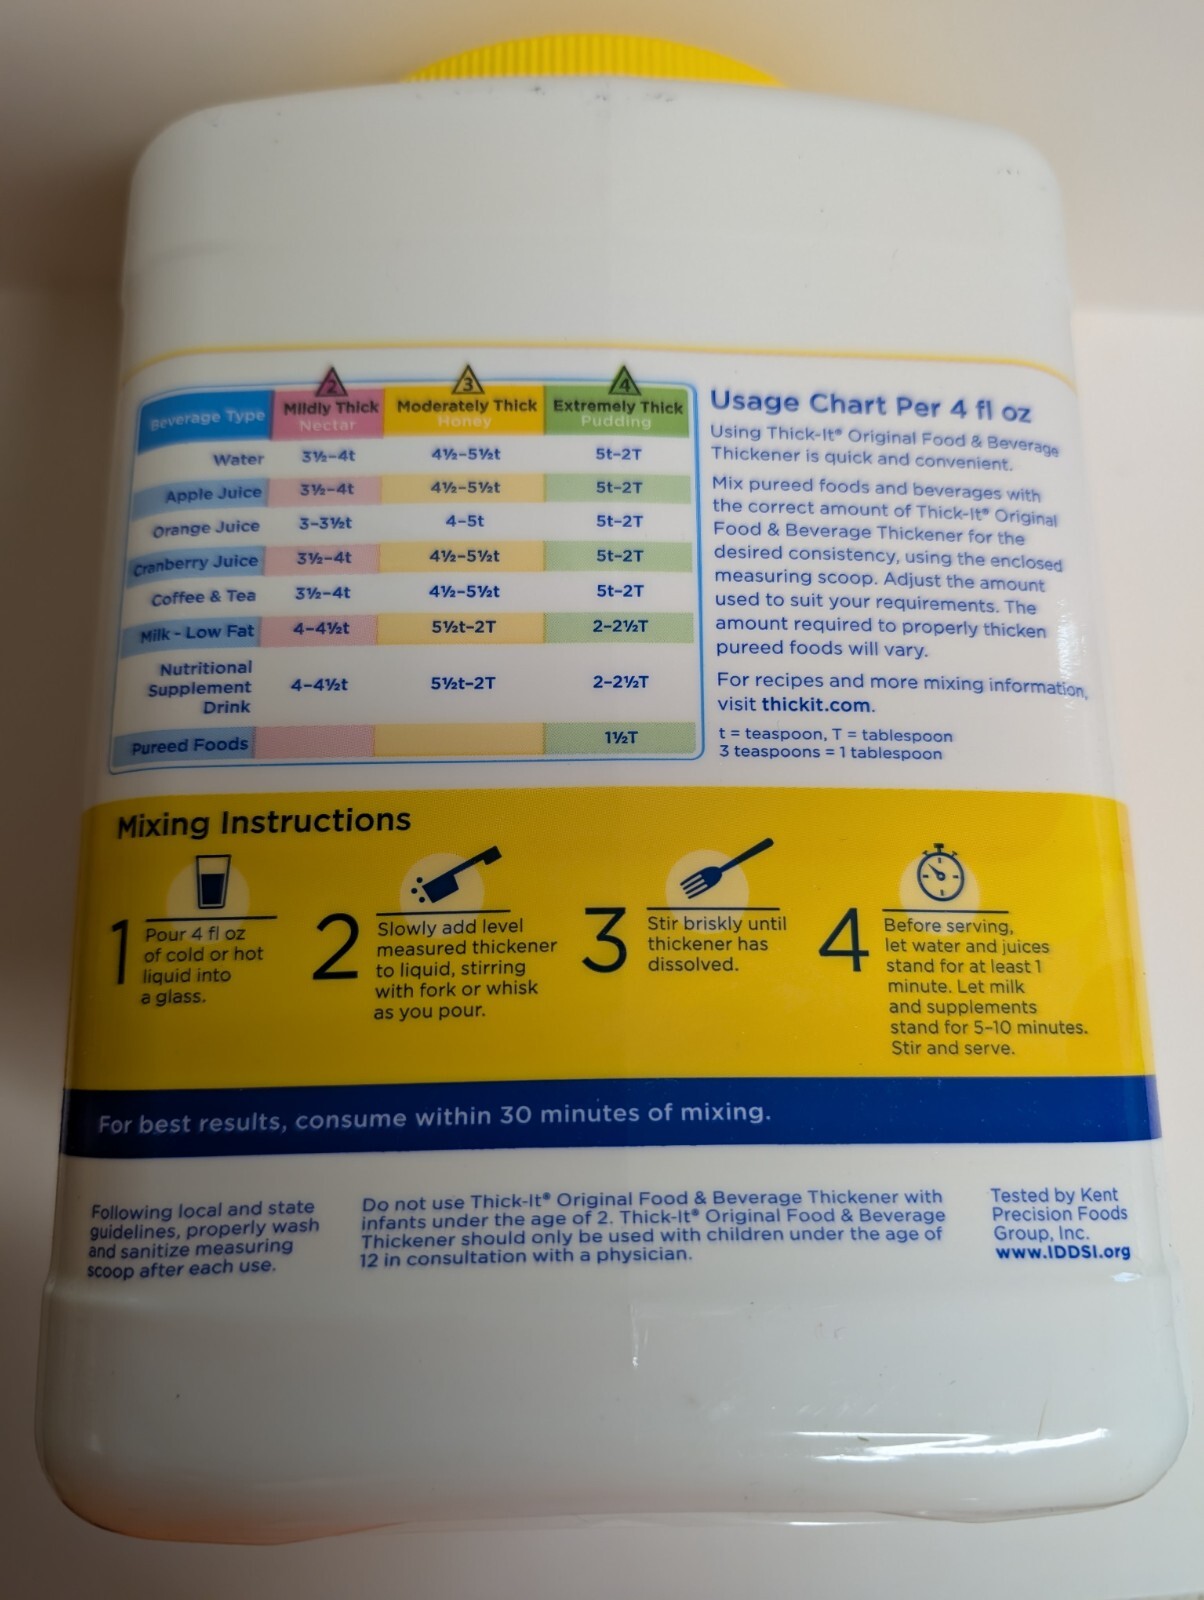 2 3 4
Beverage Type Mildly Thick Moderately Thick Extremely Thick
Nectar Honey Pudding
Water 3½–4t 4½–5½t 5t–2T
Apple Juice 3½–4t 4½–5½t 5t–2T
Orange Juice 3–3½t 4–5t 5t–2T
Cranberry Juice 3½–4t 4½–5½t 5t–2T
Coffee & Tea 3½–4t 4½–5½t 5t–2T
Milk - Low Fat 4–4½t 5½t–2T 2–2½T
Nutritional
Supplement
Drink 4–4½t 5½t–2T 2–2½T
Pureed Foods 1½T
Usage Chart Per 4 fl oz
Using Thick-It® Original Food & Beverage
Thickener is quick and convenient.
Mix pureed foods and beverages with
the correct amount of Thick-It® Original
Food & Beverage Thickener for the
desired consistency, using the enclosed
measuring scoop. Adjust the amount
used to suit your requirements. The
amount required to properly thicken
pureed foods will vary.
For recipes and more mixing information,
visit thickit.com.
t = teaspoon, T = tablespoon
3 teaspoons = 1 tablespoon
Mixing Instructions
1
Pour 4 fl oz
of cold or hot
liquid into
a glass.
2
Slowly add level
measured thickener
to liquid, stirring
with fork or whisk
as you pour.
3
Stir briskly until
thickener has
dissolved.
4
Before serving,
let water and juices
stand for at least 1
minute. Let milk
and supplements
stand for 5–10 minutes.
Stir and serve.
For best results, consume within 30 minutes of mixing.
Following local and state
guidelines, properly wash
and sanitize measuring
scoop after each use.
Do not use Thick-It® Original Food & Beverage Thickener with
infants under the age of 2. Thick-It® Original Food & Beverage
Thickener should only be used with children under the age of
12 in consultation with a physician.
Tested by Kent
Precision Foods
Group, Inc.
www.IDDSI.org